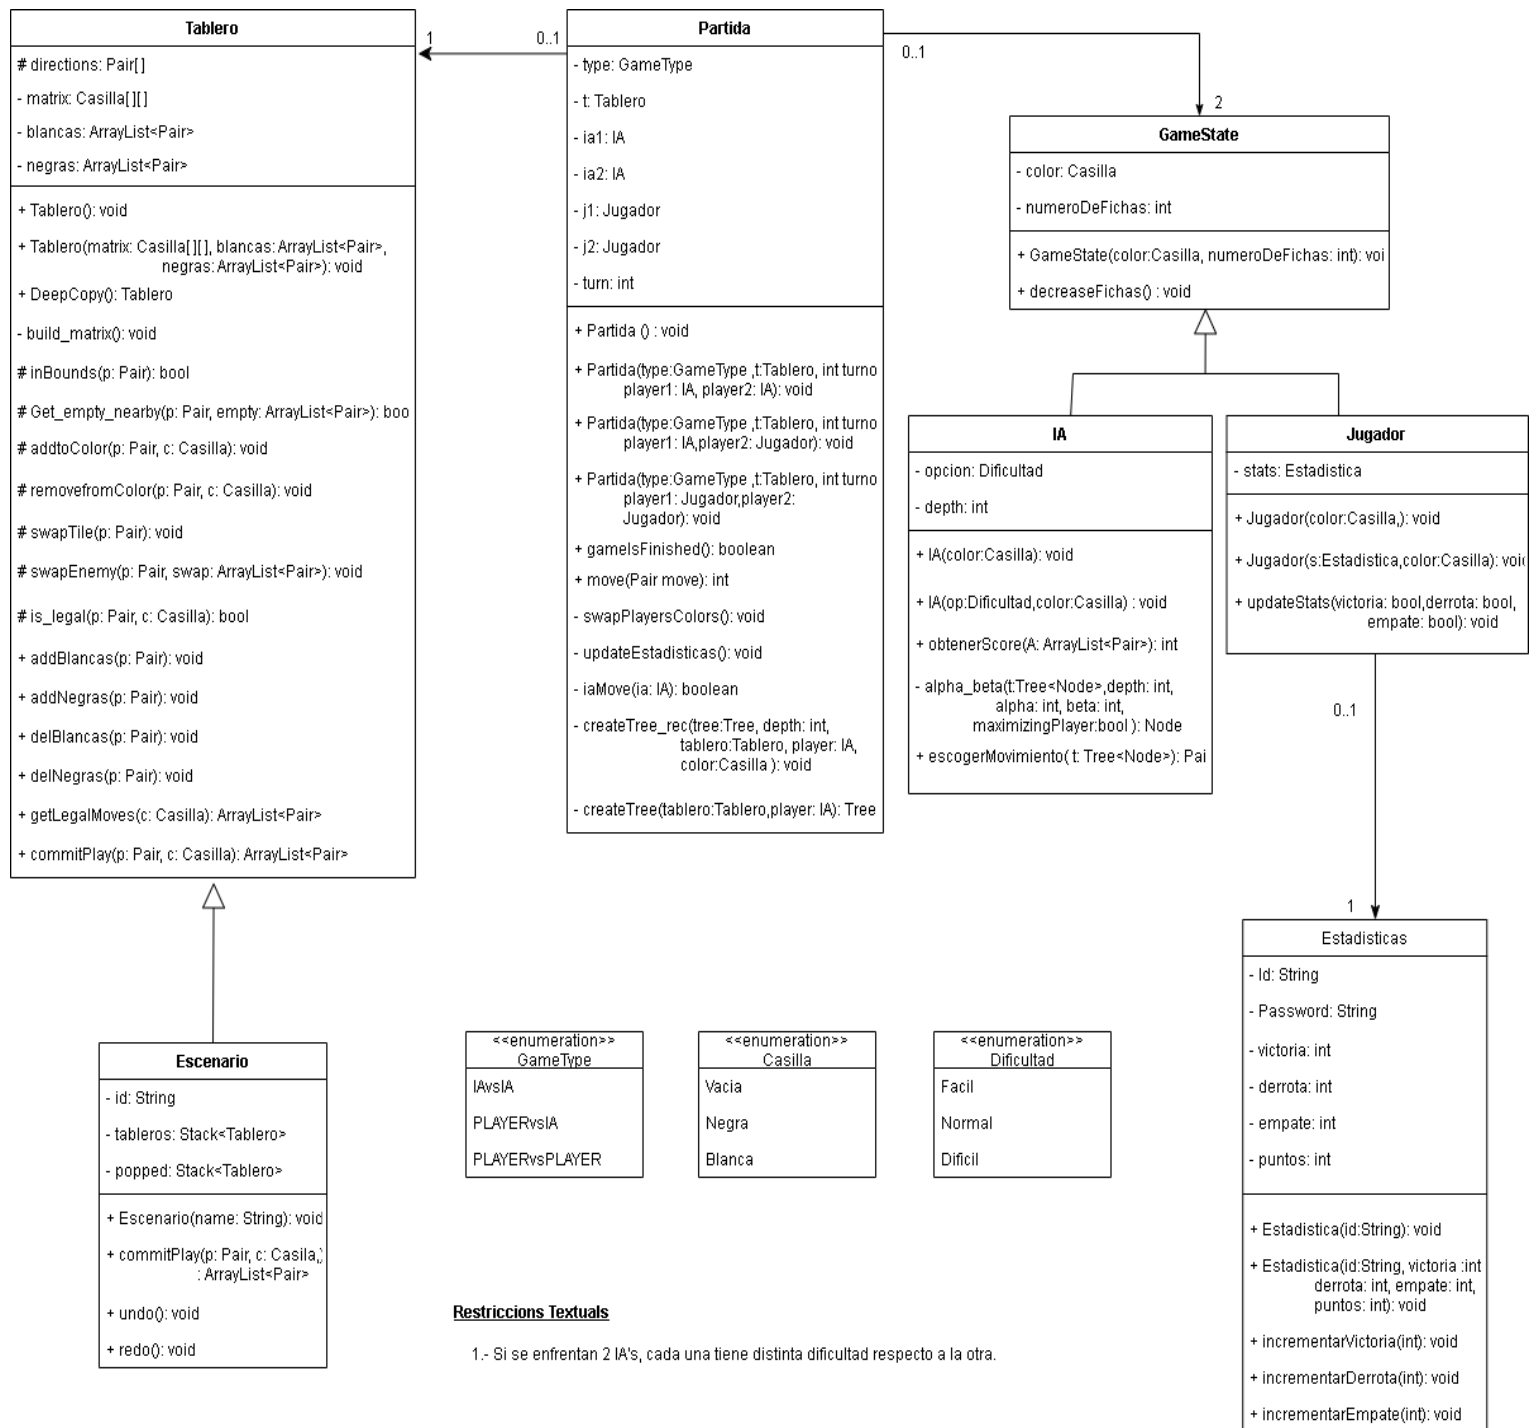 Tablero
# directions: Pair[]
- matrix: Casilla[][]
- blancas: ArrayList<Pair>
- negras: ArrayList<Pair>
+ Tablero(): void
+ Tablero(matrix: Casilla[][], blancas: ArrayList<Pair>,
negras: ArrayList<Pair>): void
+ DeepCopy(): Tablero
- build_matrix(): void
# inBounds(p: Pair): bool
# Get_empty_nearby(p: Pair, empty: ArrayList<Pair>): boo
# addtoColor(p: Pair, c: Casilla): void
# removefromColor(p: Pair, c: Casilla): void
# swapTile(p: Pair): void
# swapEnemy(p: Pair, swap: ArrayList<Pair>): void
# is_legal(p: Pair, c: Casilla): bool
+ addBlancas(p: Pair): void
+ addNegras(p: Pair): void
+ delBlancas(p: Pair): void
+ delNegras(p: Pair): void
+ getLegalMoves(c: Casilla): ArrayList<Pair>
+ commitPlay(p: Pair, c: Casilla): ArrayList<Pair>
1
0..1
Partida
- type: GameType
- t: Tablero
- ia1: IA
- ia2: IA
- j1: Jugador
- j2: Jugador
- turn: int
+ Partida () : void
+ Partida(type:GameType ,t:Tablero, int turno
player1: IA, player2: IA): void
+ Partida(type:GameType ,t:Tablero, int turno
player1: IA,player2: Jugador): void
+ Partida(type:GameType ,t:Tablero, int turno
player1: Jugador,player2:
Jugador): void
+ gameIsFinished(): boolean
+ move(Pair move): int
- swapPlayersColors(): void
- updateEstadisticas(): void
- iaMove(ia: IA): boolean
- createTree_rec(tree:Tree, depth: int,
tablero:Tablero, player: IA,
color:Casilla ): void
- createTree(tablero:Tablero,player: IA): Tree
0..1
2
GameState
- color: Casilla
- numeroDeFichas: int
+ GameState(color:Casilla, numeroDeFichas: int): voi
+ decreaseFichas() : void
IA
- opcion: Dificultad
- depth: int
+ IA(color:Casilla): void
+ IA(op:Dificultad,color:Casilla) : void
+ obtenerScore(A: ArrayList<Pair>): int
- alpha_beta(t:Tree<Node>,depth: int,
alpha: int, beta: int,
maximizingPlayer:bool ): Node
+ escogerMovimiento( t: Tree<Node>): Pai
Jugador
- stats: Estadistica
+ Jugador(color:Casilla,): void
+ Jugador(s:Estadistica,color:Casilla): voi
+ updateStats(victoria: bool,derrota: bool,
empate: bool): void
0..1
1
Estadisticas
- Id: String
- Password: String
- victoria: int
- derrota: int
- empate: int
- puntos: int
+ Estadistica(id:String): void
+ Estadistica(id:String, victoria :int
derrota: int, empate: int,
puntos: int): void
+ incrementarVictoria(int): void
+ incrementarDerrota(int): void
+ incrementarEmpate(int): void
Escenario
- id: String
- tableros: Stack<Tablero>
- popped: Stack<Tablero>
+ Escenario(name: String): void
+ commitPlay(p: Pair, c: Casila,)
: ArrayList<Pair>
+ undo(): void
+ redo(): void
<<enumeration>>
GameType
IAvsIA
PLAYERvsIA
PLAYERvsPLAYER
<<enumeration>>
Casilla
Vacia
Negra
Blanca
<<enumeration>>
Dificultad
Facil
Normal
Dificil
Restriccions Textuals
1.- Si se enfrentan 2 IA's, cada una tiene distinta dificultad respecto a la otra.